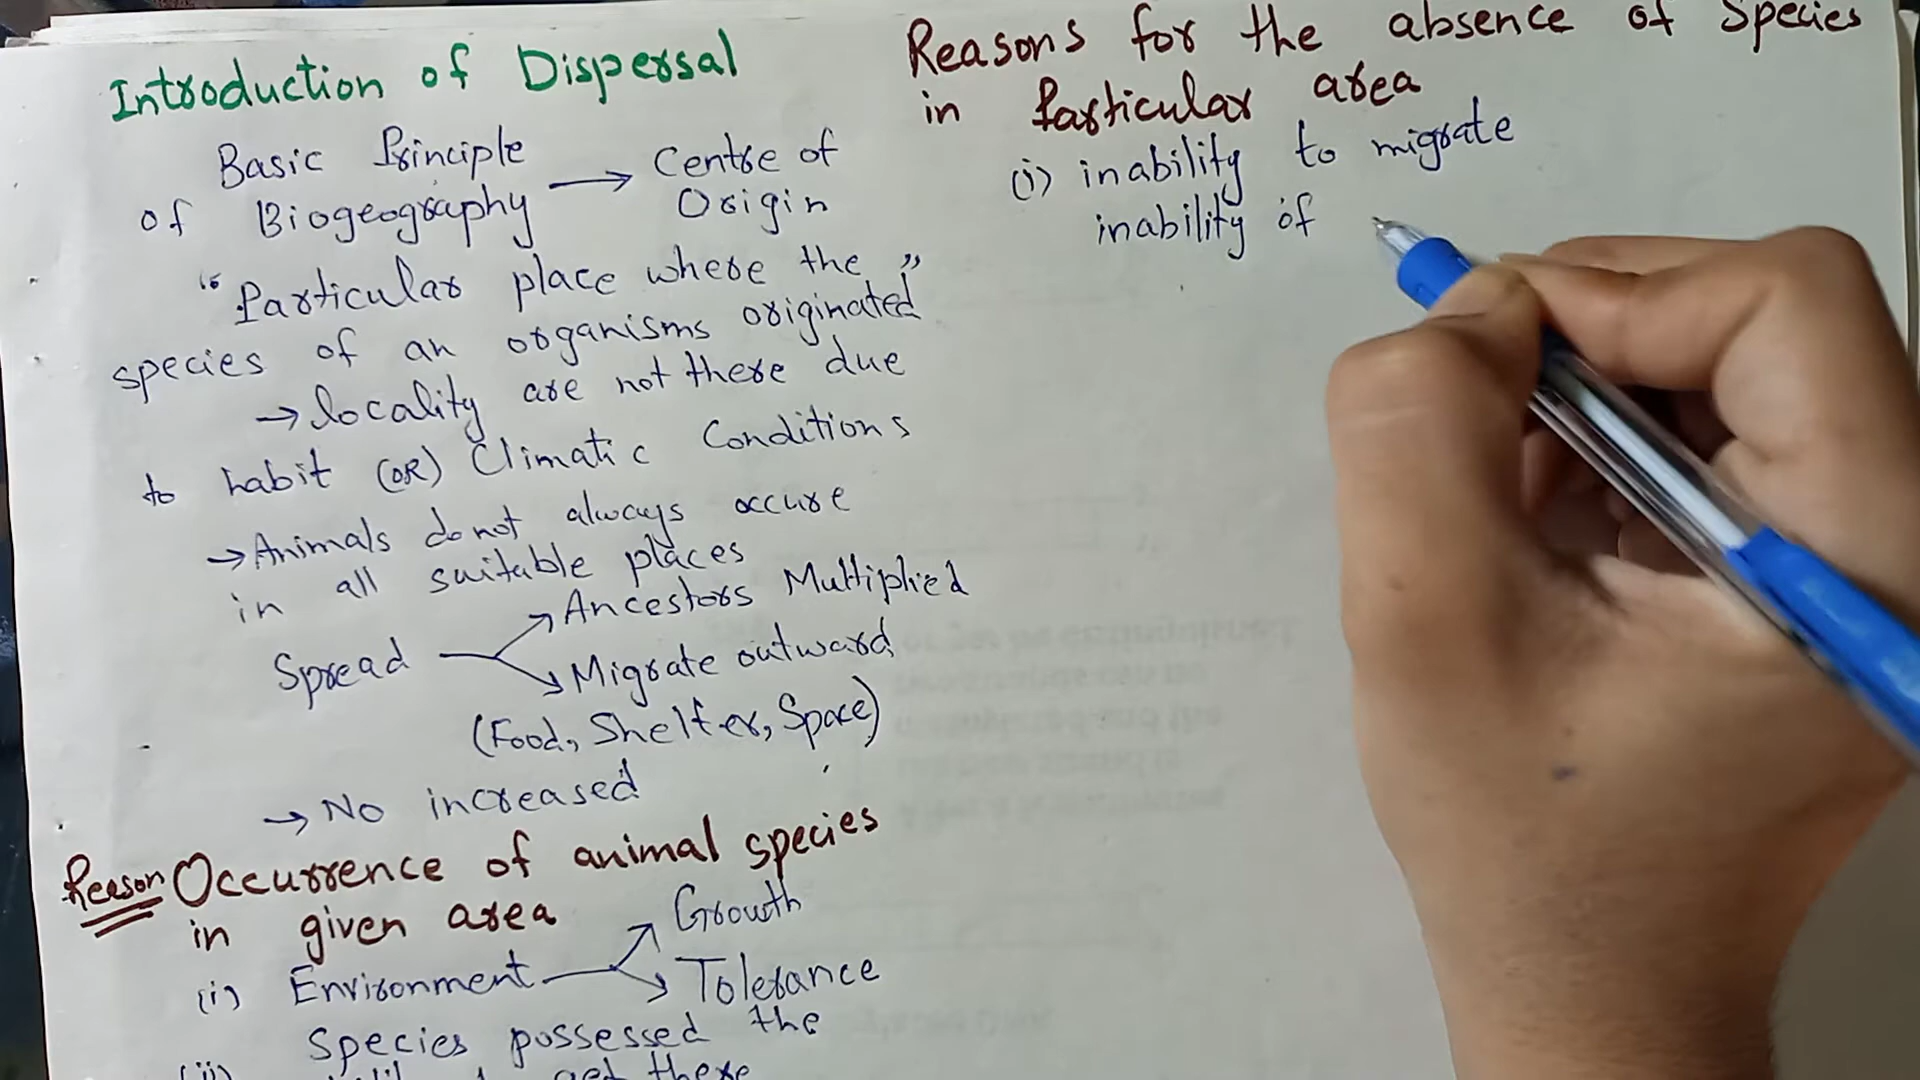 Introduction of Dispersal
Basic Principle
of Biogeography → Centre of
Origin
"Particular place where the"
species of an organisms originated
→ locality are not there due
to habit (OR) Climatic Conditions
→ Animals do not always occure
in all suitable places
Spread → Ancestors Multiplied
→ Migrate outward
(Food, Shelter, Space)
→ No increased
Reason Occurrence of animal species
in given area
(i) Environment → Growth
→ Tolerance
Species possessed the
(ii) get there
Reasons for the absence of Species
in Particular area
(i) inability to migrate
inability of